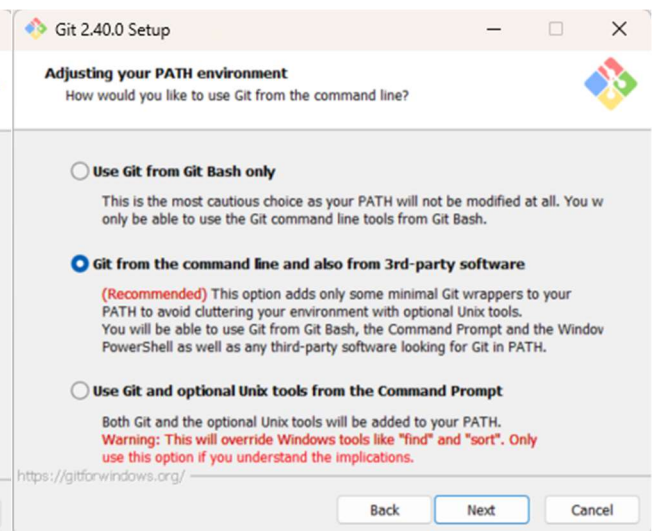 Git 2.40.0 Setup
Adjusting your PATH environment
How would you like to use Git from the command line?
Use Git from Git Bash only
This is the most cautious choice as your PATH will not be modified at all. You w
only be able to use the Git command line tools from Git Bash.
Git from the command line and also from 3rd-party software
(Recommended) This option adds only some minimal Git wrappers to your
PATH to avoid cluttering your environment with optional Unix tools.
You will be able to use Git from Git Bash, the Command Prompt and the Window
PowerShell as well as any third-party software looking for Git in PATH.
Use Git and optional Unix tools from the Command Prompt
Both Git and the optional Unix tools will be added to your PATH.
Warning: This will override Windows tools like "find" and "sort". Only
use this option if you understand the implications.
https://gitforwindows.org/
Back Next Cancel